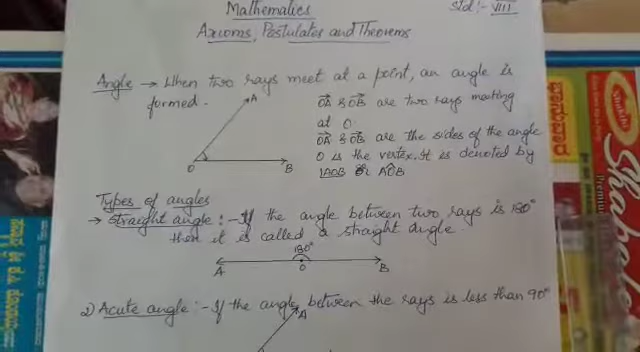 Mathematics
Std :- VIII
Axioms, Postulates and Theorems
Angle → When two rays meet at a point, an angle is
formed.
A
O
B
OA & OB are two rays meeting
at O
OA & OB are the sides of the angle
O is the vertex. It is denoted by
∠AOB or AÔB
Types of angles
→ Straight angle :- If the angle between two rays is 180°
then it is called a straight angle.
180°
A
O
B
2) Acute angle :- If the angle between the rays is less than 90°
A
Premium